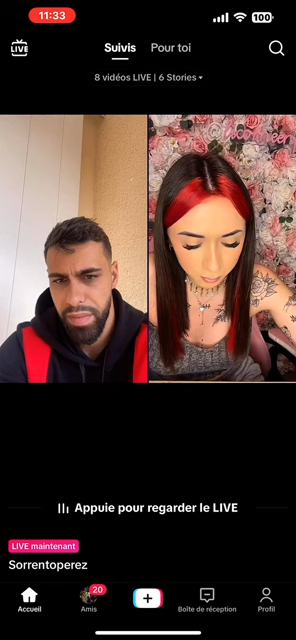 11:33
100
LIVE
Suivis Pour toi
8 vidéos LIVE | 6 Stories
Appuie pour regarder le LIVE
LIVE maintenant
Sorrentoperez
20
Accueil Amis Boîte de réception Profil